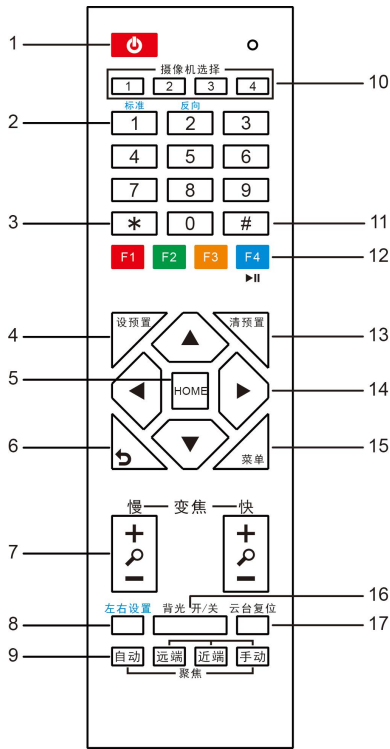 1
摄像机选择
1 2 3 4 10
标准 反向
2 1 2 3
4 5 6
7 8 9
3 * 0 # 11
F1 F2 F3 F4 12
4 设预置 清预置 13
5 HOME 14
6 菜单 15
慢 变焦 快
7 + +
− −
16
左右设置 背光 开/关 云台复位
8 17
9 自动 远端 近端 手动
聚焦